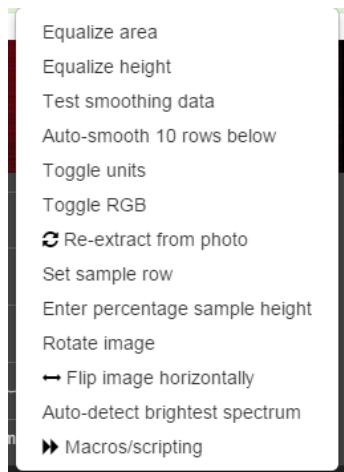 Equalize area
Equalize height
Test smoothing data
Auto-smooth 10 rows below
Toggle units
Toggle RGB
Re-extract from photo
Set sample row
Enter percentage sample height
Rotate image
Flip image horizontally
Auto-detect brightest spectrum
Macros/scripting